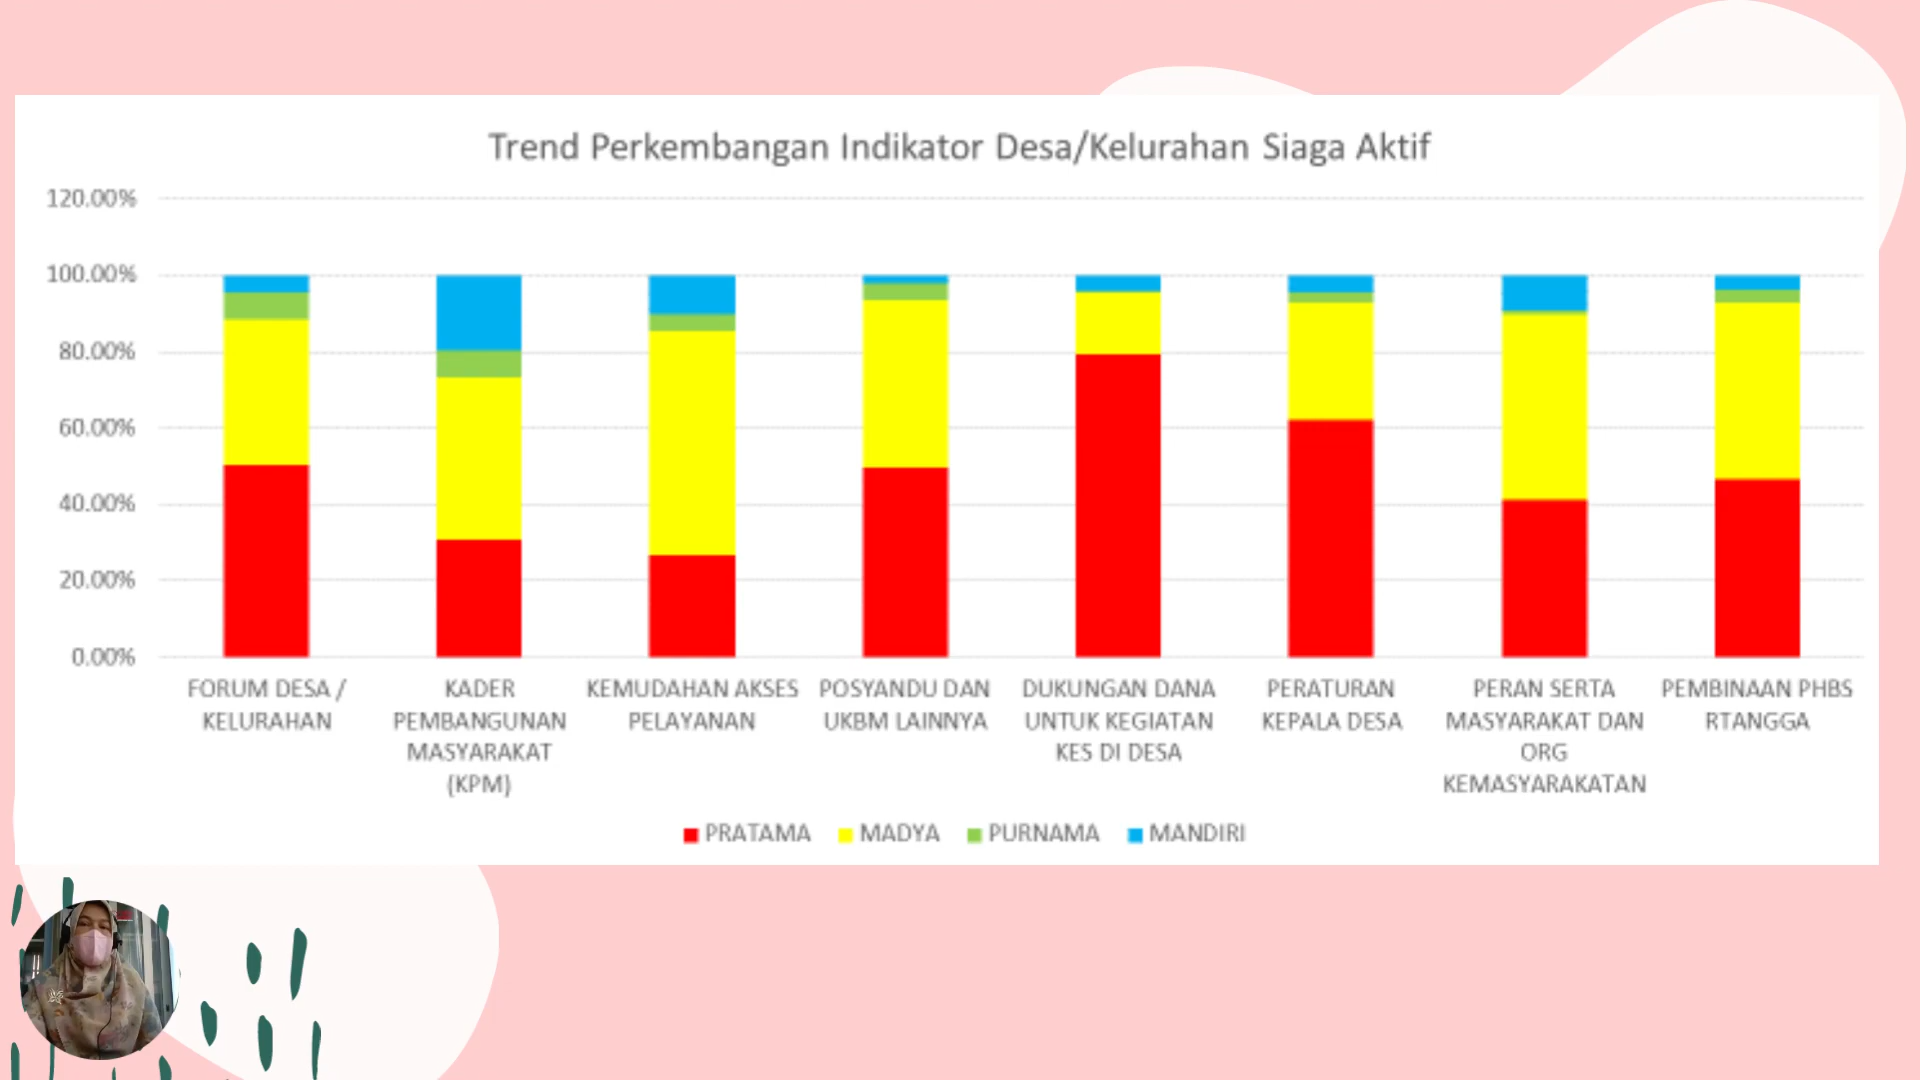 Trend Perkembangan Indikator Desa/Kelurahan Siaga Aktif
120.00%
100.00%
80.00%
60.00%
40.00%
20.00%
0.00%
FORUM DESA /
KELURAHAN
KADER
PEMBANGUNAN
MASYARAKAT
(KPM)
KEMUDAHAN AKSES
PELAYANAN
POSYANDU DAN
UKBM LAINNYA
DUKUNGAN DANA
UNTUK KEGIATAN
KES DI DESA
PERATURAN
KEPALA DESA
PERAN SERTA
MASYARAKAT DAN
ORG
KEMASYARAKATAN
PEMBINAAN PHBS
RTANGGA
PRATAMA
MADYA
PURNAMA
MANDIRI